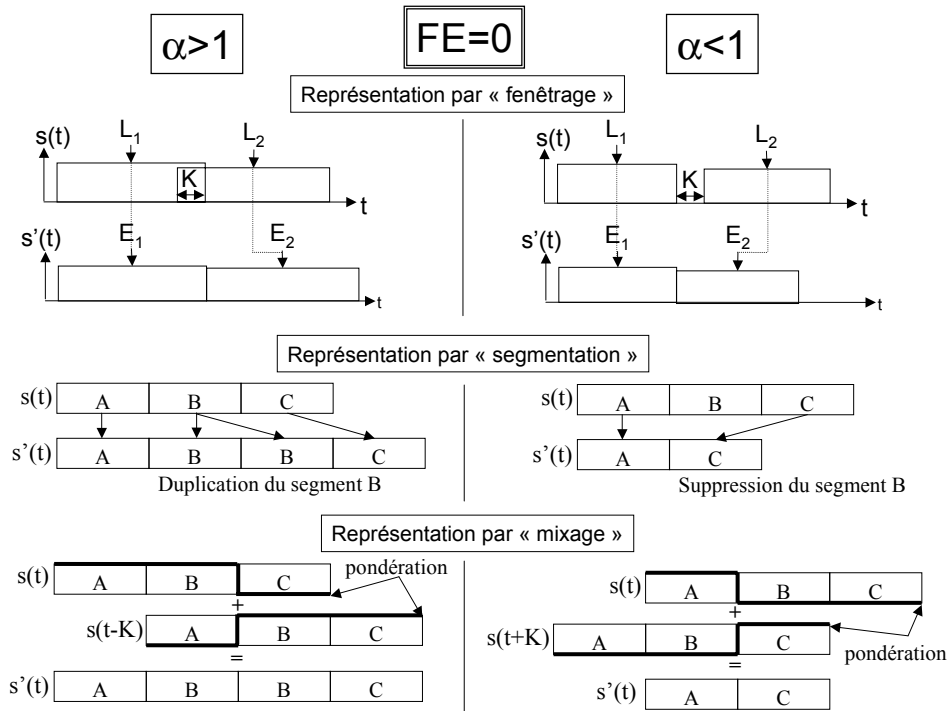 α>1 FE=0 α<1
Représentation par « fenêtrage »
L1 L2
s(t) K t
E1 E2
s’(t) t
L1 L2
s(t) K t
E1 E2
s’(t) t
Représentation par « segmentation »
s(t) A B C
s’(t) A B B C
Duplication du segment B
s(t) A B C
s’(t) A C
Suppression du segment B
Représentation par « mixage »
pondération
s(t) A B C
+
s(t-K) A B C
=
s’(t) A B B C
s(t) A B C
+
s(t+K) A B C
pondération
=
s’(t) A C